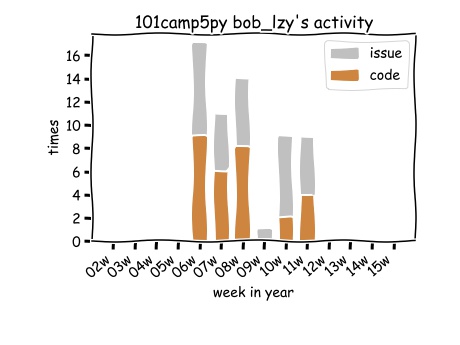 101camp5py bob_lzy's activity
issue
code
times
16
14
12
10
8
6
4
2
0
02w 03w 04w 05w 06w 07w 08w 09w 10w 11w 12w 13w 14w 15w
week in year